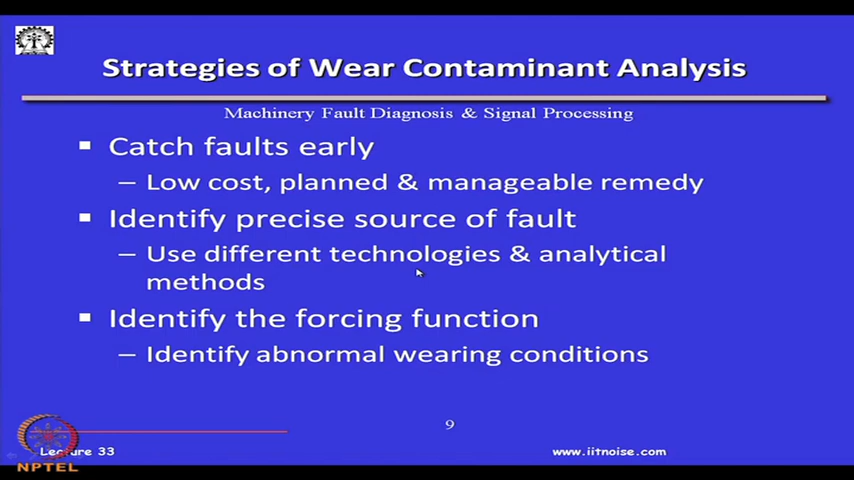 Strategies of Wear Contaminant Analysis
Machinery Fault Diagnosis & Signal Processing
▪ Catch faults early
– Low cost, planned & manageable remedy
▪ Identify precise source of fault
– Use different technologies & analytical
methods
▪ Identify the forcing function
– Identify abnormal wearing conditions
9
Lecture 33
www.iitnoise.com
NPTEL